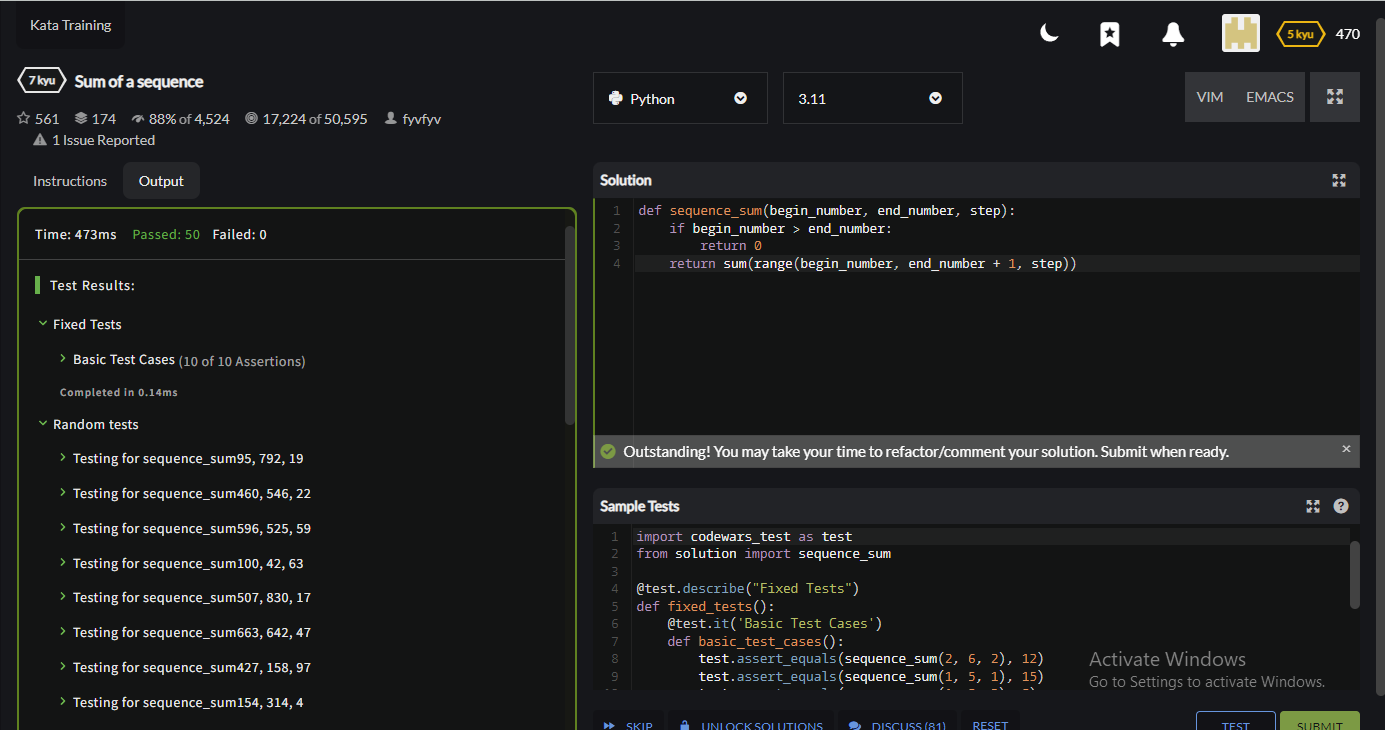 Kata Training
5 kyu 470
7 kyu Sum of a sequence
561 174 88% of 4,524 17,224 of 50,595 fyvfyv
1 Issue Reported
Instructions Output
Time: 473ms Passed: 50 Failed: 0
Test Results:
Fixed Tests
Basic Test Cases (10 of 10 Assertions)
Completed in 0.14ms
Random tests
Testing for sequence_sum95, 792, 19
Testing for sequence_sum460, 546, 22
Testing for sequence_sum596, 525, 59
Testing for sequence_sum100, 42, 63
Testing for sequence_sum507, 830, 17
Testing for sequence_sum663, 642, 47
Testing for sequence_sum427, 158, 97
Testing for sequence_sum154, 314, 4
Python 3.11 VIM EMACS
Solution
1 def sequence_sum(begin_number, end_number, step):
2 if begin_number > end_number:
3 return 0
4 return sum(range(begin_number, end_number + 1, step))
Outstanding! You may take your time to refactor/comment your solution. Submit when ready. ×
Sample Tests ?
1 import codewars_test as test
2 from solution import sequence_sum
3
4 @test.describe("Fixed Tests")
5 def fixed_tests():
6 @test.it('Basic Test Cases')
7 def basic_test_cases():
8 test.assert_equals(sequence_sum(2, 6, 2), 12)
9 test.assert_equals(sequence_sum(1, 5, 1), 15)
Activate Windows
Go to Settings to activate Windows.
SKIP UNLOCK SOLUTIONS DISCUSS (81) RESET TEST SUBMIT